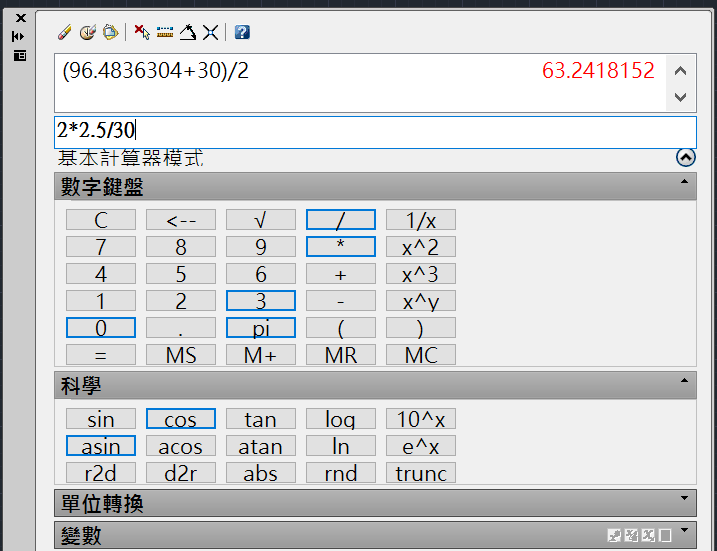 (96.4836304+30)/2 63.2418152
2*2.5/30
基本計算器模式
數字鍵盤
C <-- √ / 1/x
7 8 9 * x^2
4 5 6 + x^3
1 2 3 - x^y
0 . pi ( )
= MS M+ MR MC
科學
sin cos tan log 10^x
asin acos atan ln e^x
r2d d2r abs rnd trunc
單位轉換
變數